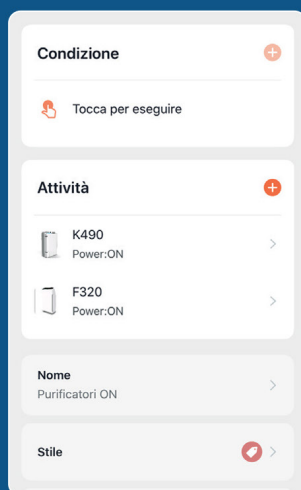 Condizione
Tocca per eseguire
Attività
K490
Power:ON
F320
Power:ON
Nome
Purificatori ON
Stile